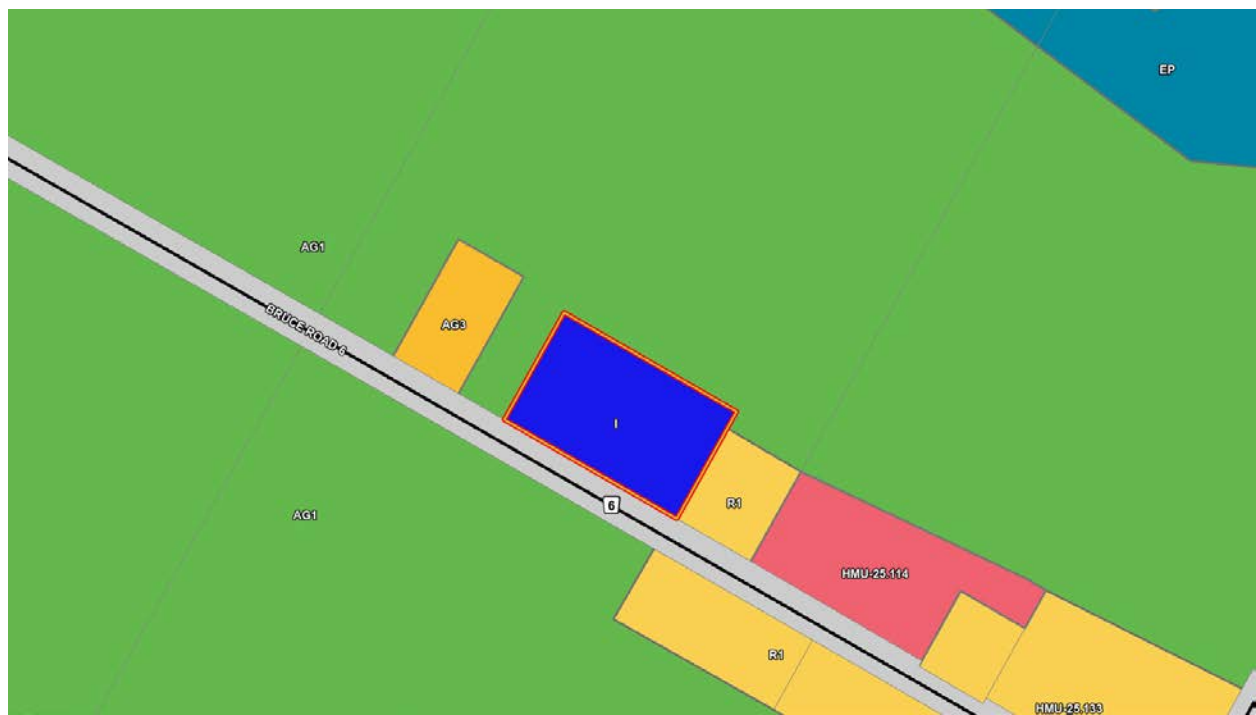 EP
AG1
BRUCE ROAD 6
AG3
I
6
R1
AG1
HMU-25.114
R1
HMU-25.133